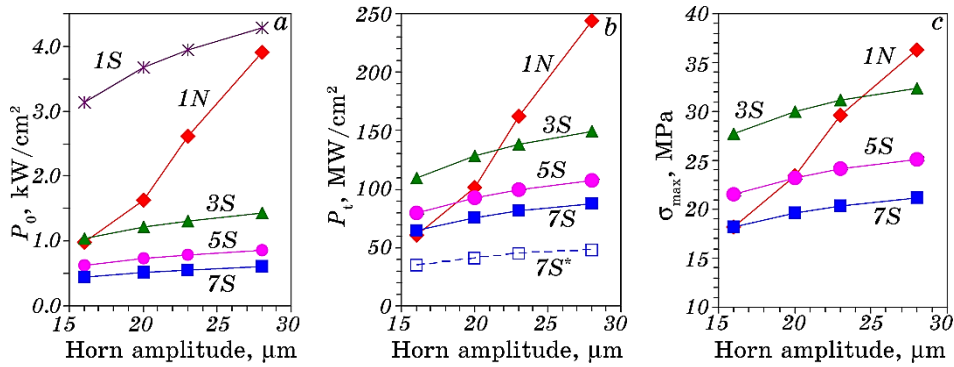 a
4.0
3.0
2.0
1.0
0.0
P₀, kW/cm²
1S
1N
3S
5S
7S
15 20 25 30
Horn amplitude, μm
b
250
200
150
100
50
0
Pₜ, MW/cm²
1N
3S
5S
7S
7S*
15 20 25 30
Horn amplitude, μm
c
40
35
30
25
20
15
10
σₘₐₓ, MPa
1N
3S
5S
7S
15 20 25 30
Horn amplitude, μm